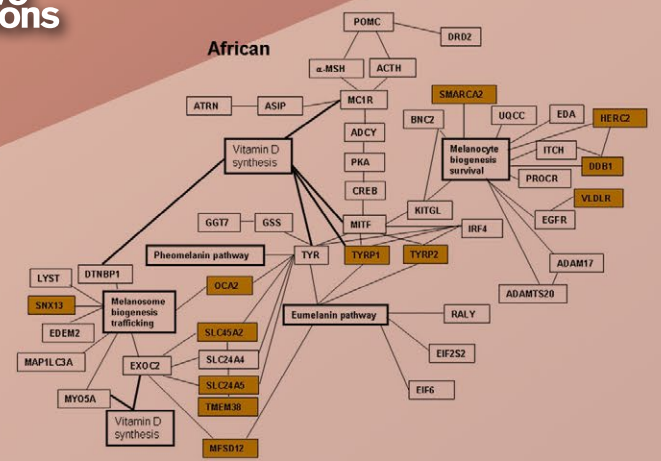 ons
African
POMC
DRD2
α-MSH
ACTH
SMARCA2
ATRN
ASIP
MC1R
BNC2
UQCC
EDA
HERC2
ADCY
Vitamin D
synthesis
Melanocyte
biogenesis
survival
ITCH
PKA
DDB1
PROCR
CREB
VLDLR
KITGL
EGFR
GGT7
GSS
MITF
IRF4
Pheomelanin pathway
TYR
TYRP1
TYRP2
ADAM17
LYST
DTNBP1
OCA2
ADAMTS20
SNX13
Melanosome
biogenesis
trafficking
Eumelanin pathway
RALY
EDEM2
SLC45A2
EIF2S2
MAP1LC3A
EXOC2
SLC24A4
SLC24A5
EIF6
MYO5A
TMEM38
Vitamin D
synthesis
MFSD12